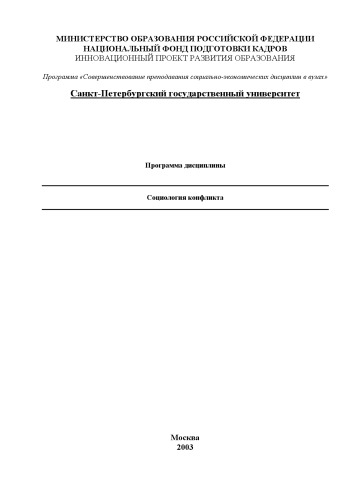 МИНИСТЕРСТВО ОБРАЗОВАНИЯ РОССИЙСКОЙ ФЕДЕРАЦИИ
НАЦИОНАЛЬНЫЙ ФОНД ПОДГОТОВКИ КАДРОВ
ИННОВАЦИОННЫЙ ПРОЕКТ РАЗВИТИЯ ОБРАЗОВАНИЯ
Программа «Совершенствование преподавания социально-экономических дисциплин в вузах»
Санкт-Петербургский государственный университет
Программа дисциплины
Социология конфликта
Москва
2003